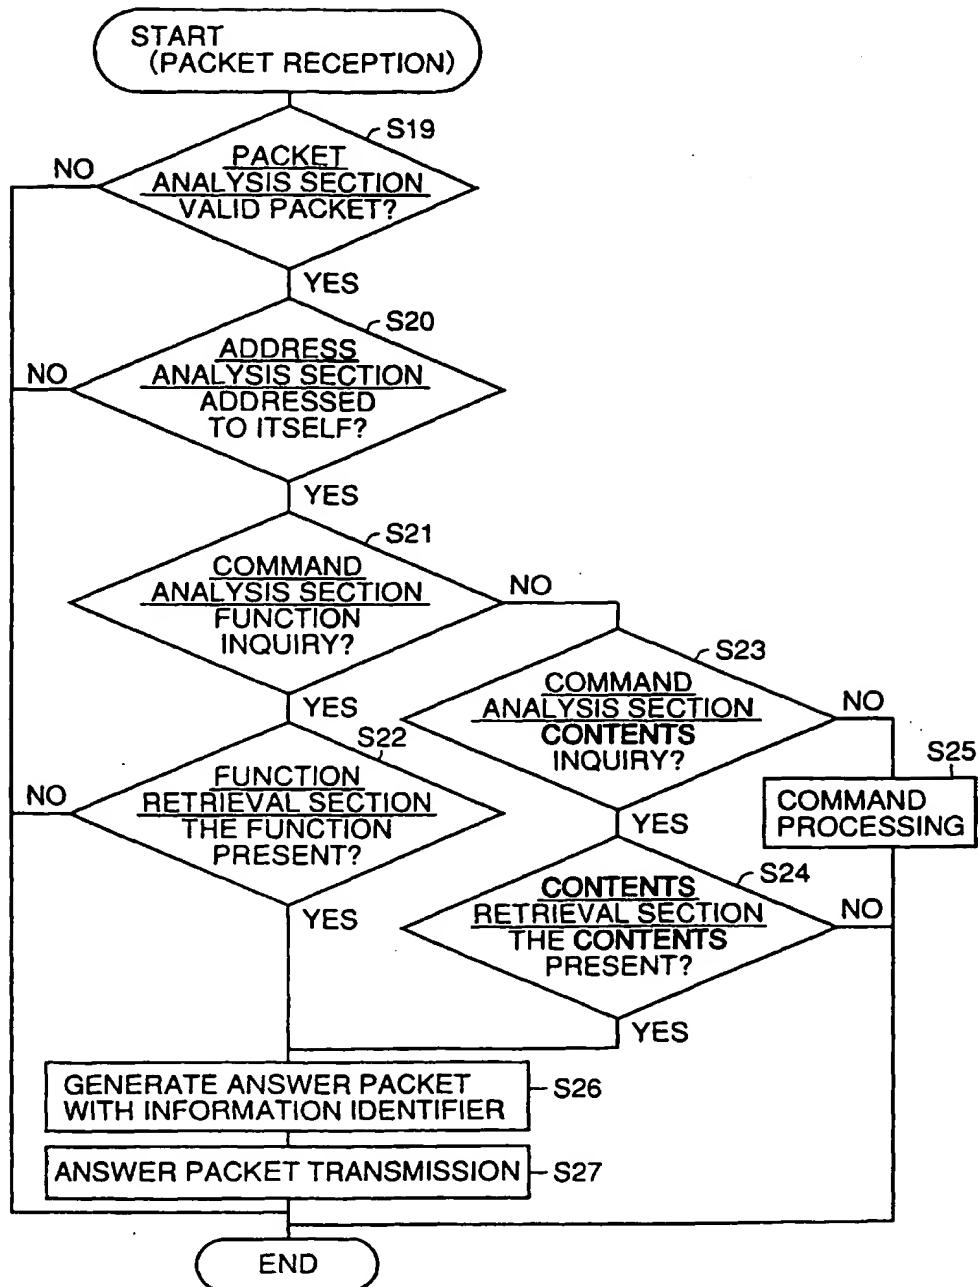 START
(PACKET RECEPTION)
S19
NO
PACKET
ANALYSIS SECTION
VALID PACKET?
YES
S20
NO
ADDRESS
ANALYSIS SECTION
ADDRESSED
TO ITSELF?
YES
S21
COMMAND
ANALYSIS SECTION
FUNCTION
INQUIRY?
NO
YES
S23
COMMAND
ANALYSIS SECTION
CONTENTS
INQUIRY?
NO
YES
S22
NO
FUNCTION
RETRIEVAL SECTION
THE FUNCTION
PRESENT?
YES
S25
COMMAND
PROCESSING
S24
CONTENTS
RETRIEVAL SECTION
THE CONTENTS
PRESENT?
NO
YES
GENERATE ANSWER PACKET
WITH INFORMATION IDENTIFIER
S26
ANSWER PACKET TRANSMISSION
S27
END